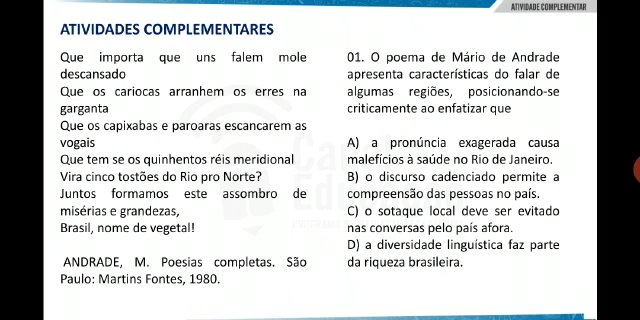 ATIVIDADE COMPLEMENTAR
ATIVIDADES COMPLEMENTARES
Que importa que uns falem mole
descansado
Que os cariocas arranhem os erres na
garganta
Que os capixabas e paroaras escancarem as
vogais
Que tem se os quinhentos réis meridional
Vira cinco tostões do Rio pro Norte?
Juntos formamos este assombro de
misérias e grandezas,
Brasil, nome de vegetal!
ANDRADE, M. Poesias completas. São
Paulo: Martins Fontes, 1980.
01. O poema de Mário de Andrade
apresenta características do falar de
algumas regiões, posicionando-se
criticamente ao enfatizar que
A) a pronúncia exagerada causa
malefícios à saúde no Rio de Janeiro.
B) o discurso cadenciado permite a
compreensão das pessoas no país.
C) o sotaque local deve ser evitado
nas conversas pelo país afora.
D) a diversidade linguística faz parte
da riqueza brasileira.